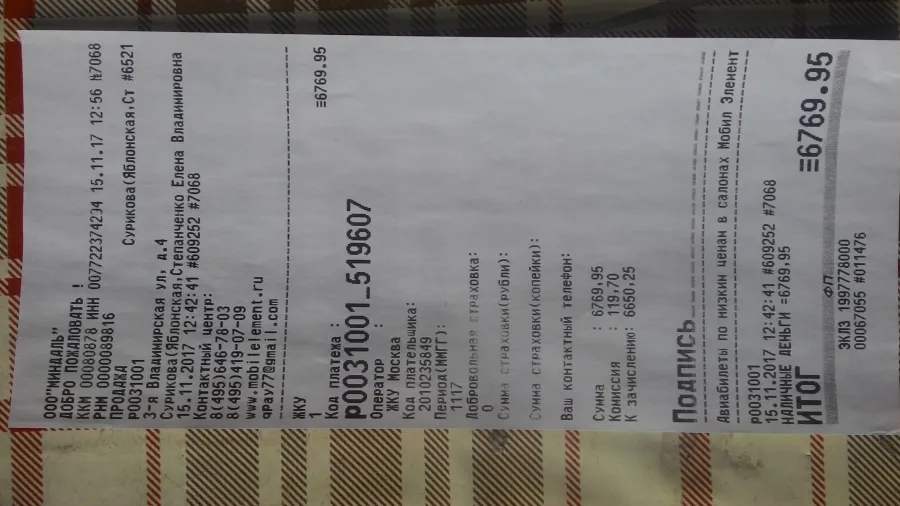 ООО"МИНДАЛЬ"
ДОБРО ПОЖАЛОВАТЬ !
ККМ 00080878 ИНН 007722374234 15.11.17 12:56 №7068
РНМ 0000089816
ПРОДАЖА Сурикова(Яблонская,Ст #6521
P0031001
3-я Владимирская ул, д.4
Сурикова(Яблонская,Степанченко Елена Владимировна
15.11.2017 12:42:41 #609252 #7068
Контактный центр:
8(495)646-78-03
8(495)419-07-09
www.mobilelement.ru
qpay77@gmail.com
ЖКУ
1 ≡6769.95
Код платежа :
p0031001_519607
Оператор :
ЖКУ Москва
Код плательщика:
2010235849
Период(ММГГ):
1117
Добровольная страховка:
0
Сумма страховки(рубли):
Сумма страховки(копейки):
Ваш контактный телефон:
Сумма : 6769.95
Комиссия : 119.70
К зачислению: 6650.25
Подпись
Авиабилеты по низким ценам в салонах Мобил Элемент
p0031001
15.11.2017 12:42:41 #609252 #7068
НАЛИЧНЫЕ ДЕНЬГИ =6769.95
ИТОГ ≡6769.95
ФП
ЭКЛЗ 1997778000
00067055 #011476